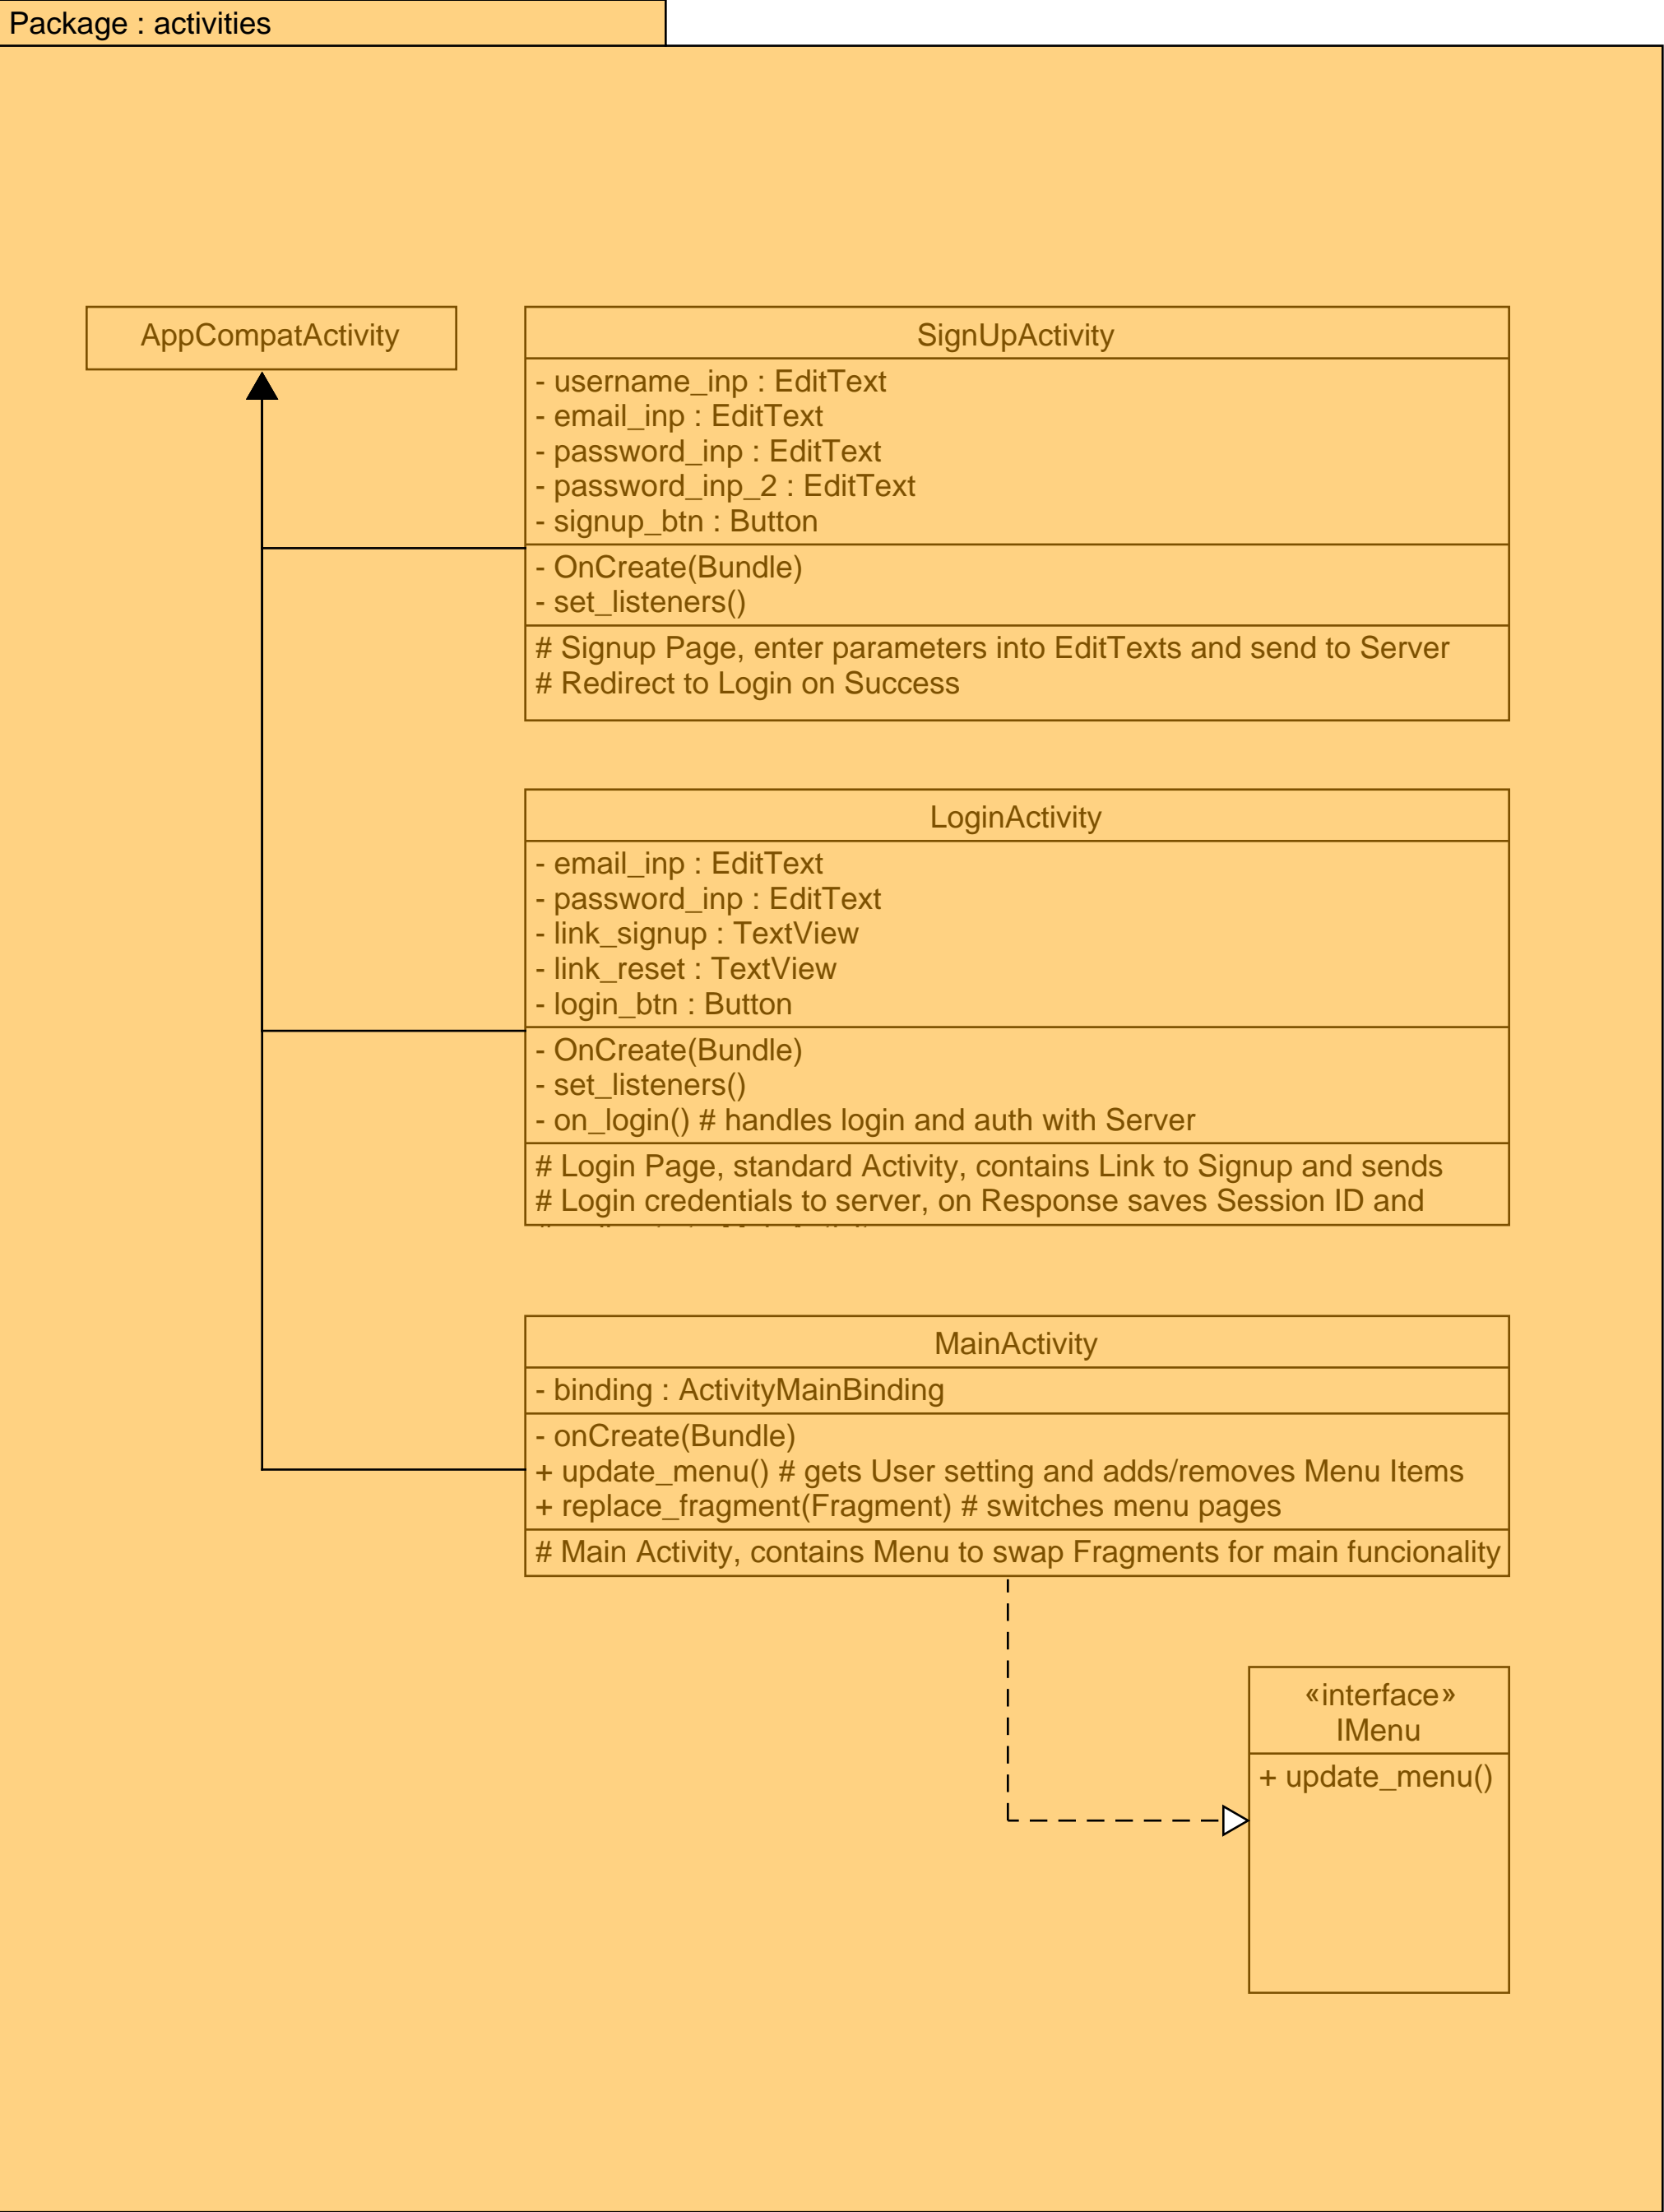 Package : activities
AppCompatActivity
SignUpActivity
- username_inp : EditText
- email_inp : EditText
- password_inp : EditText
- password_inp_2 : EditText
- signup_btn : Button
- OnCreate(Bundle)
- set_listeners()
# Signup Page, enter parameters into EditTexts and send to Server
# Redirect to Login on Success
LoginActivity
- email_inp : EditText
- password_inp : EditText
- link_signup : TextView
- link_reset : TextView
- login_btn : Button
- OnCreate(Bundle)
- set_listeners()
- on_login() # handles login and auth with Server
# Login Page, standard Activity, contains Link to Signup and sends
# Login credentials to server, on Response saves Session ID and
MainActivity
- binding : ActivityMainBinding
- onCreate(Bundle)
+ update_menu() # gets User setting and adds/removes Menu Items
+ replace_fragment(Fragment) # switches menu pages
# Main Activity, contains Menu to swap Fragments for main funcionality
«interface»
IMenu
+ update_menu()